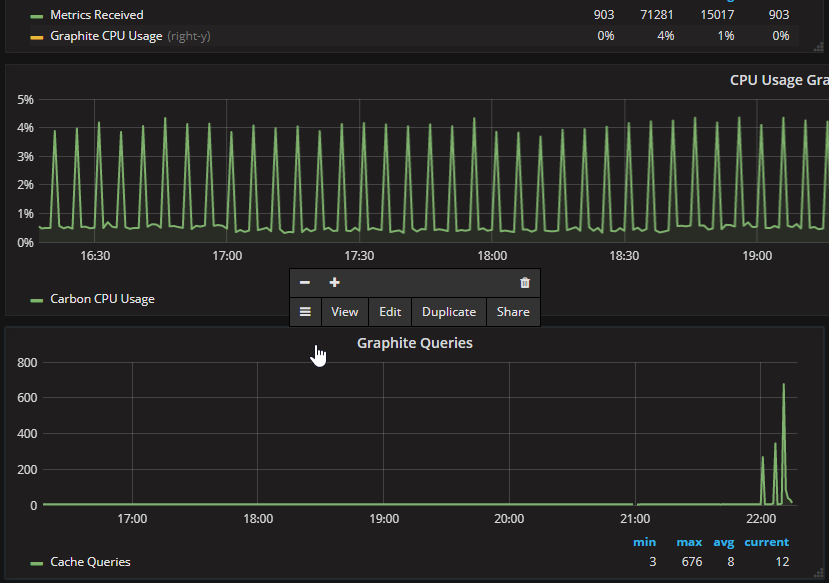 Metrics Received 903 71281 15017 903
Graphite CPU Usage (right-y) 0% 4% 1% 0%
CPU Usage Gra
5%
4%
3%
2%
1%
0%
16:30 17:00 17:30 18:00 18:30 19:00
Carbon CPU Usage
View Edit Duplicate Share
Graphite Queries
800
600
400
200
0
17:00 18:00 19:00 20:00 21:00 22:00
min max avg current
Cache Queries 3 676 8 12